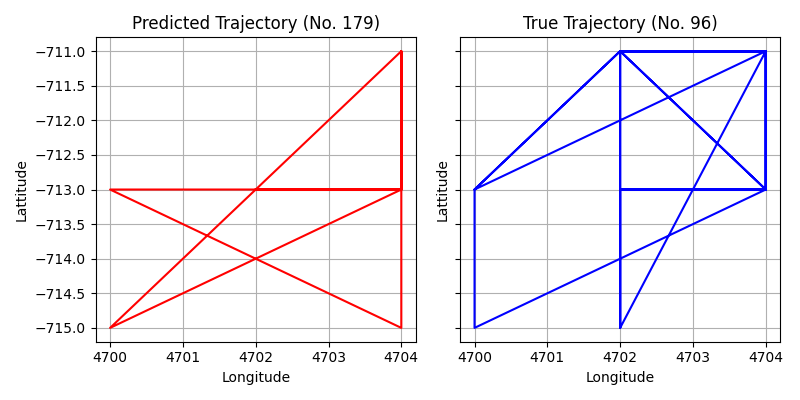 Predicted Trajectory (No. 179)
True Trajectory (No. 96)
−711.0
−711.5
−712.0
−712.5
−713.0
−713.5
−714.0
−714.5
−715.0
Lattitude
Lattitude
4700 4701 4702 4703 4704
4700 4701 4702 4703 4704
Longitude
Longitude